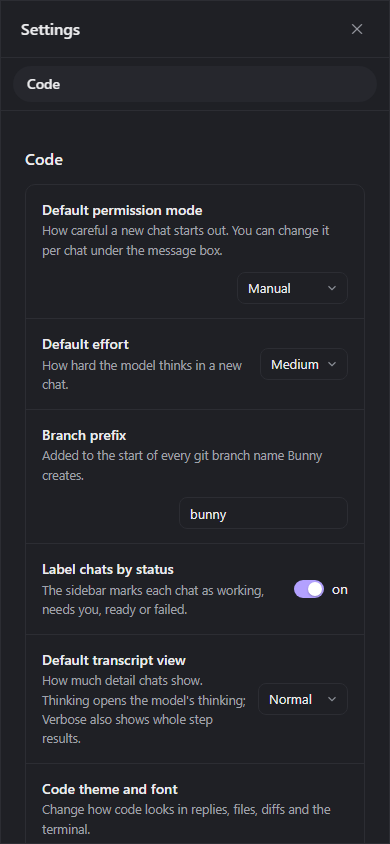 Settings
Code
Code
Default permission mode
How careful a new chat starts out. You can change it
per chat under the message box.
Manual
Default effort
How hard the model thinks in a new
chat.
Medium
Branch prefix
Added to the start of every git branch name Bunny
creates.
bunny
Label chats by status
The sidebar marks each chat as working,
needs you, ready or failed.
on
Default transcript view
How much detail chats show.
Thinking opens the model's thinking;
Verbose also shows whole step
results.
Normal
Code theme and font
Change how code looks in replies, files, diffs and the
terminal.